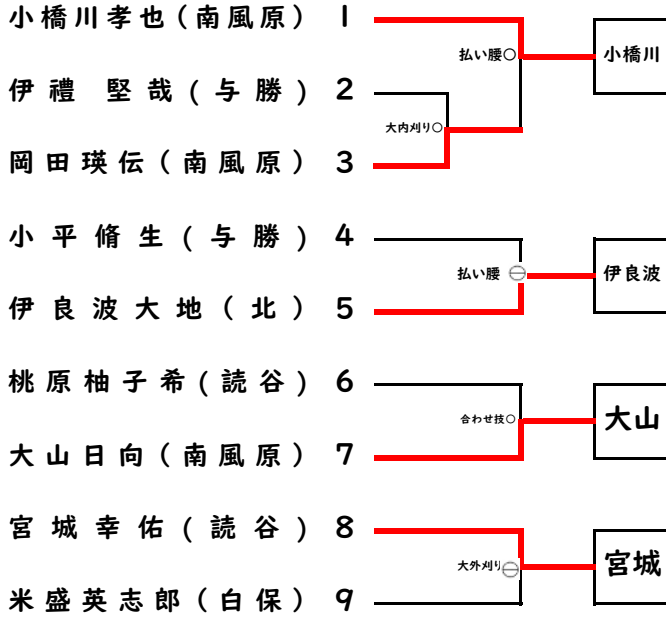 小橋川孝也(南風原) 1
払い腰○
小橋川
伊禮 堅哉(与勝) 2
大内刈り○
岡田瑛伝(南風原) 3
小平脩生(与勝) 4
払い腰
伊良波
伊良波大地(北) 5
桃原柚子希(読谷) 6
合わせ技○
大山
大山日向(南風原) 7
宮城幸佑(読谷) 8
大外刈り
宮城
米盛英志郎(白保) 9